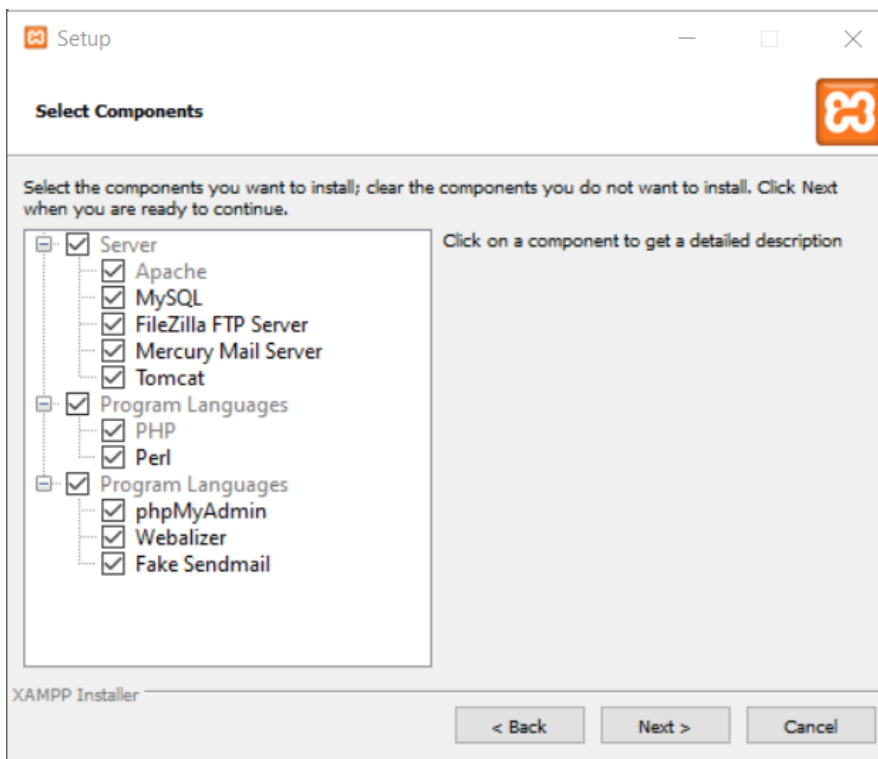 Setup
Select Components
Select the components you want to install; clear the components you do not want to install. Click Next
when you are ready to continue.
Server
Apache
MySQL
FileZilla FTP Server
Mercury Mail Server
Tomcat
Program Languages
PHP
Perl
Program Languages
phpMyAdmin
Webalizer
Fake Sendmail
Click on a component to get a detailed description
XAMPP Installer
< Back
Next >
Cancel